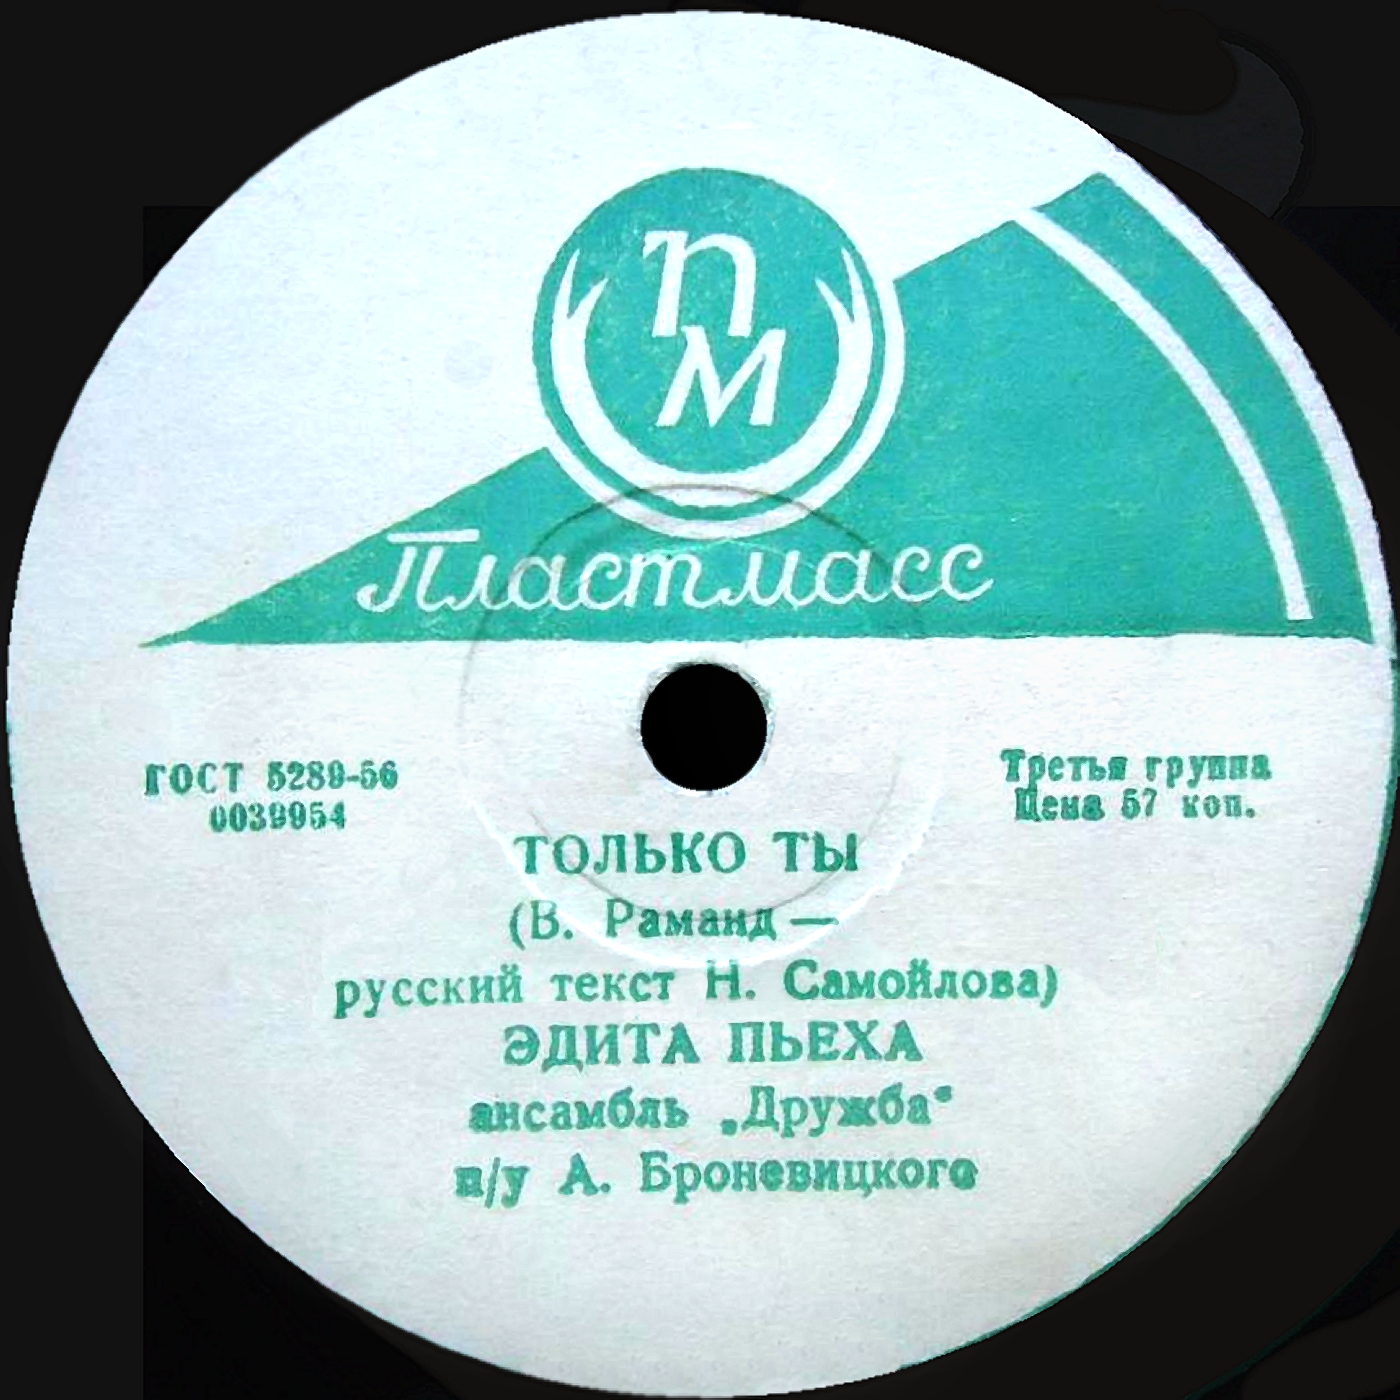 ПМ
Пластмасс
ГОСТ 5289-56
0039954
Третья группа
Цена 57 коп.
ТОЛЬКО ТЫ
(В. Раманд —
русский текст Н. Самойлова)
ЭДИТА ПЬЕХА
ансамбль „Дружба“
п/у А. Броневицкого